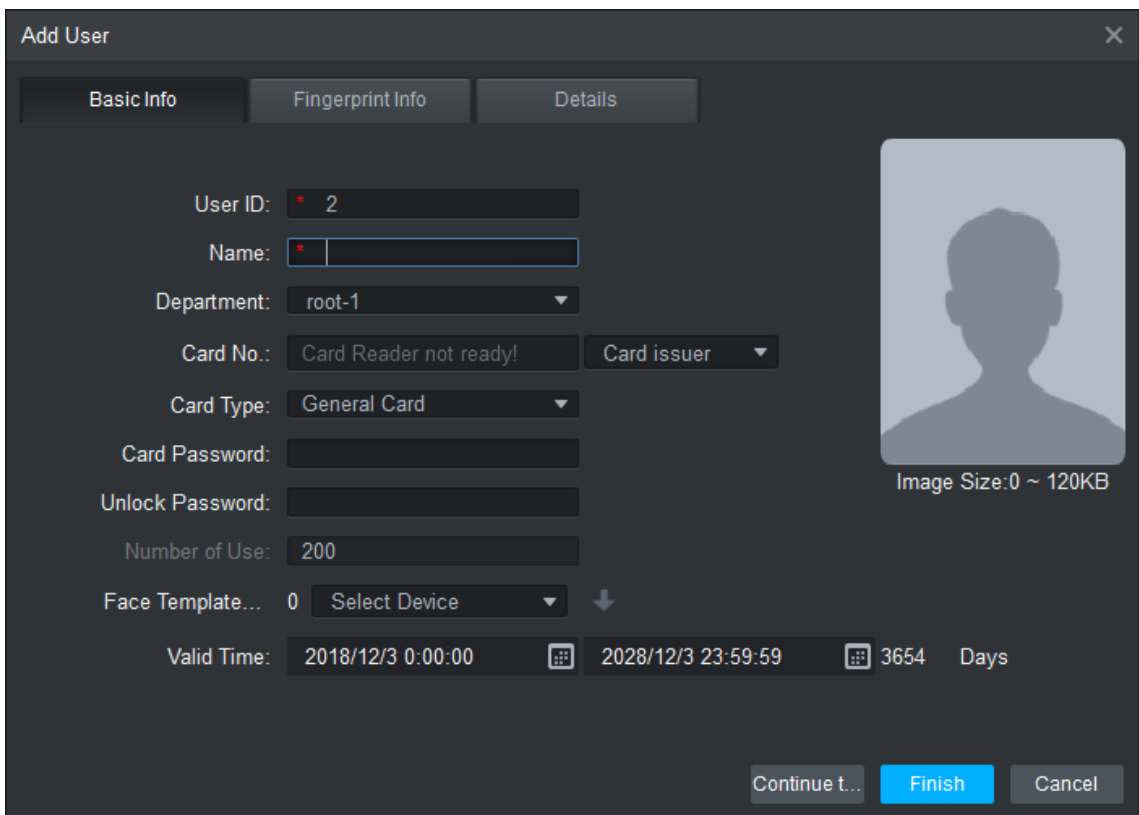 Add User
Basic Info Fingerprint Info Details
User ID: * 2
Name: *
Department: root-1
Card No.: Card Reader not ready! Card issuer
Card Type: General Card
Card Password:
Unlock Password:
Image Size:0 ~ 120KB
Number of Use: 200
Face Template... 0 Select Device
Valid Time: 2018/12/3 0:00:00 2028/12/3 23:59:59 3654 Days
Continue t... Finish Cancel